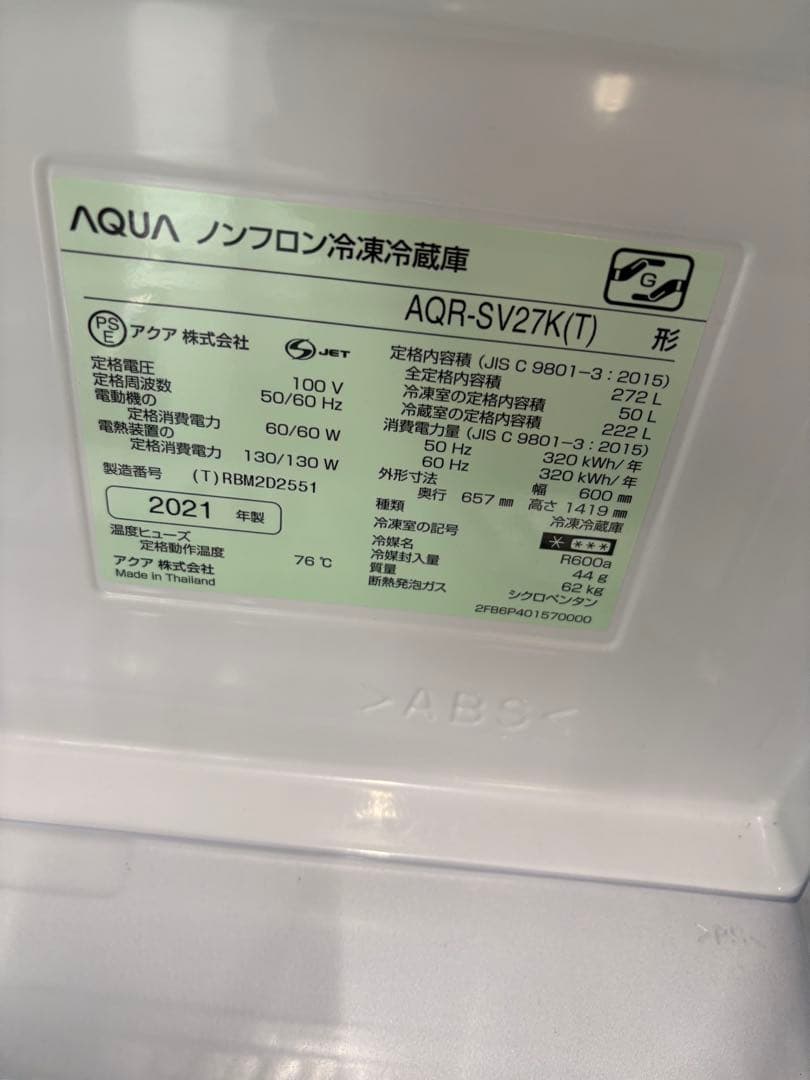 AQUA ノンフロン冷凍冷蔵庫
G
AQR-SV27K(T) 形
PS
E
アクア 株式会社
JET
定格電圧 100 V
定格周波数 50/60 Hz
電動機の
定格消費電力 60/60 W
電熱装置の
定格消費電力 130/130 W
製造番号 (T)RBM2D2551
2021 年製
温度ヒューズ
定格動作温度 76 ℃
アクア 株式会社
Made in Thailand
定格内容積 (JIS C 9801-3:2015)
全定格内容積 272 L
冷凍室の定格内容積 50 L
冷蔵室の定格内容積 222 L
消費電力量 (JIS C 9801-3:2015)
50 Hz 320 kWh/年
60 Hz 320 kWh/年
外形寸法 幅 600 mm
奥行 657 mm 高さ 1419 mm
種類 冷凍冷蔵庫
冷凍室の記号 * ***
冷媒名 R600a
冷媒封入量 44 g
質量 62 kg
断熱発泡ガス シクロペンタン
2FB6P401570000
>ABS<